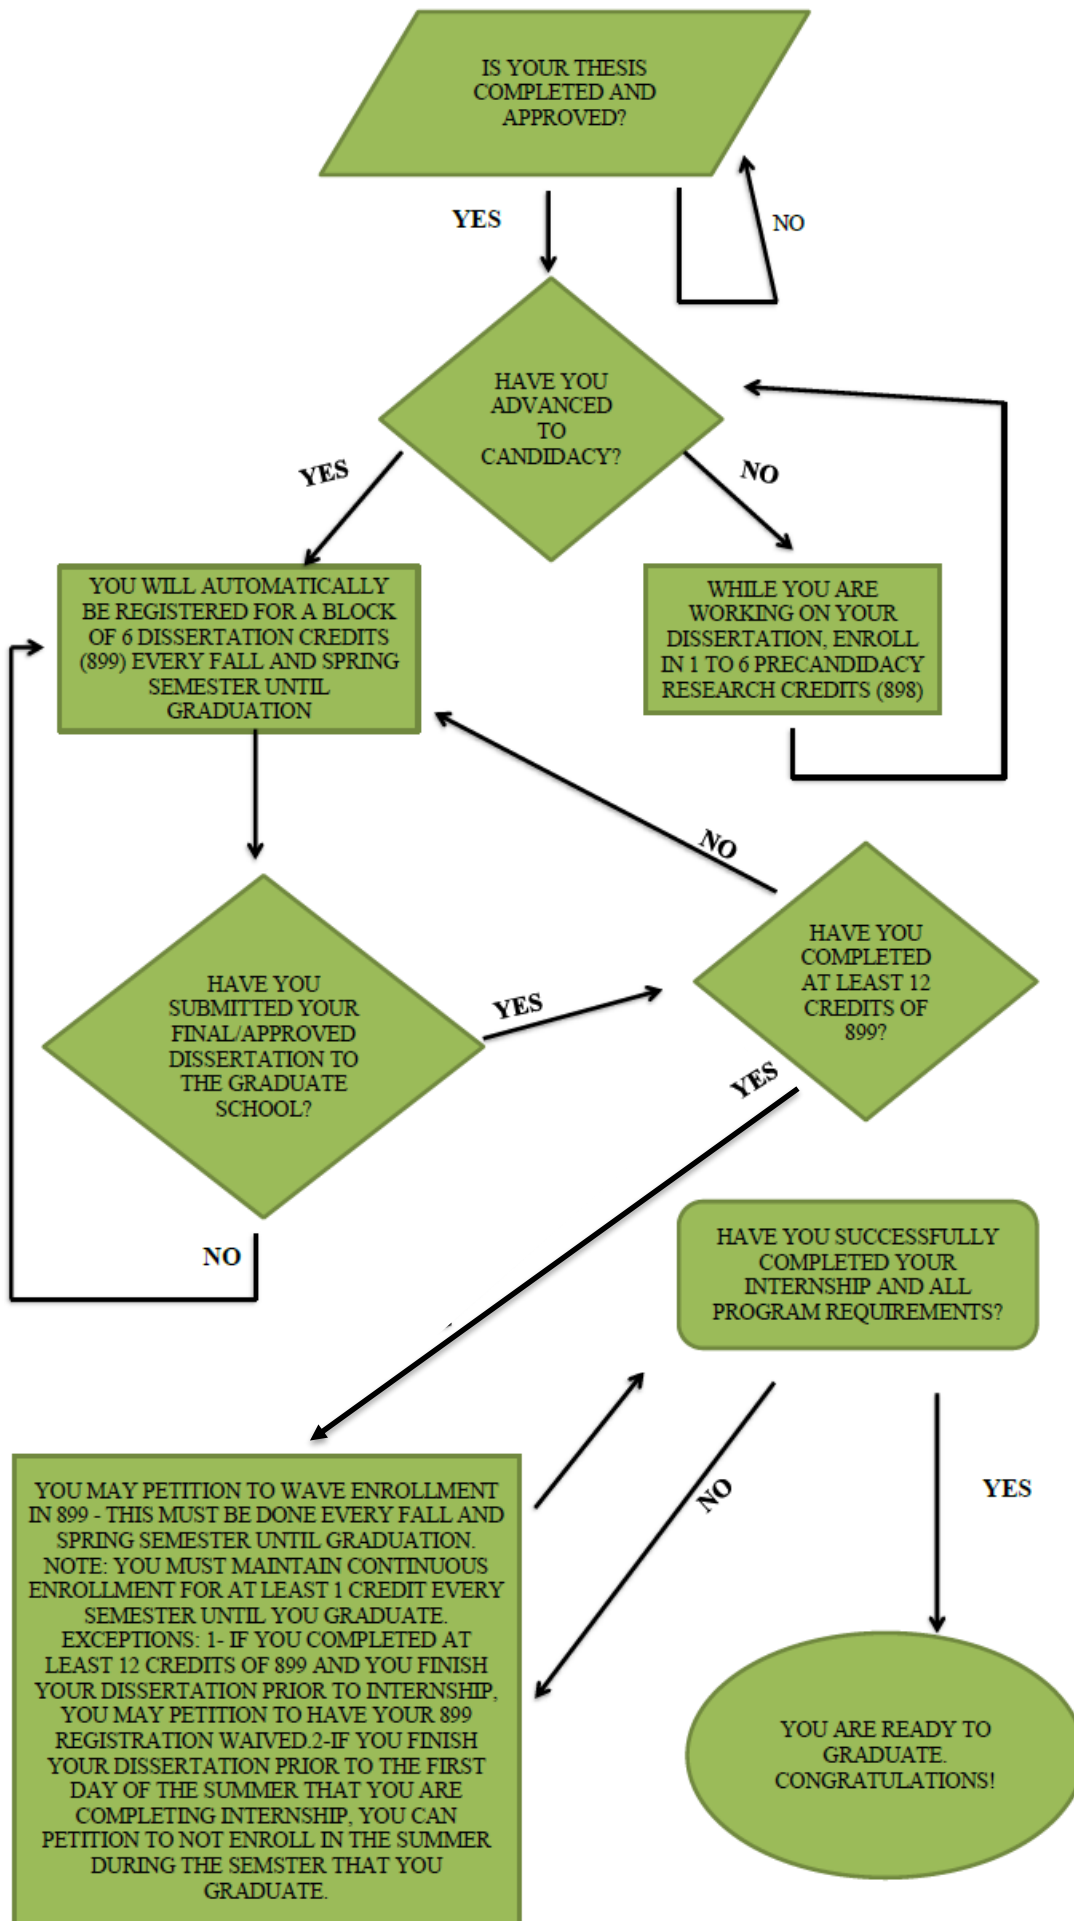 IS YOUR THESIS
COMPLETED AND
APPROVED?
YES
NO
HAVE YOU
ADVANCED
TO
CANDIDACY?
YES
NO
YOU WILL AUTOMATICALLY
BE REGISTERED FOR A BLOCK
OF 6 DISSERTATION CREDITS
(899) EVERY FALL AND SPRING
SEMESTER UNTIL
GRADUATION
WHILE YOU ARE
WORKING ON YOUR
DISSERTATION, ENROLL
IN 1 TO 6 PRECANDIDACY
RESEARCH CREDITS (898)
NO
HAVE YOU
COMPLETED
AT LEAST 12
CREDITS OF
899?
HAVE YOU
SUBMITTED YOUR
FINAL/APPROVED
DISSERTATION TO
THE GRADUATE
SCHOOL?
YES
YES
NO
HAVE YOU SUCCESSFULLY
COMPLETED YOUR
INTERNSHIP AND ALL
PROGRAM REQUIREMENTS?
YOU MAY PETITION TO WAVE ENROLLMENT
IN 899 - THIS MUST BE DONE EVERY FALL AND
SPRING SEMESTER UNTIL GRADUATION.
NOTE: YOU MUST MAINTAIN CONTINUOUS
ENROLLMENT FOR AT LEAST 1 CREDIT EVERY
SEMESTER UNTIL YOU GRADUATE.
EXCEPTIONS: 1- IF YOU COMPLETED AT
LEAST 12 CREDITS OF 899 AND YOU FINISH
YOUR DISSERTATION PRIOR TO INTERNSHIP,
YOU MAY PETITION TO HAVE YOUR 899
REGISTRATION WAIVED.2-IF YOU FINISH
YOUR DISSERTATION PRIOR TO THE FIRST
DAY OF THE SUMMER THAT YOU ARE
COMPLETING INTERNSHIP, YOU CAN
PETITION TO NOT ENROLL IN THE SUMMER
DURING THE SEMSTER THAT YOU
GRADUATE.
NO
YES
YOU ARE READY TO
GRADUATE.
CONGRATULATIONS!